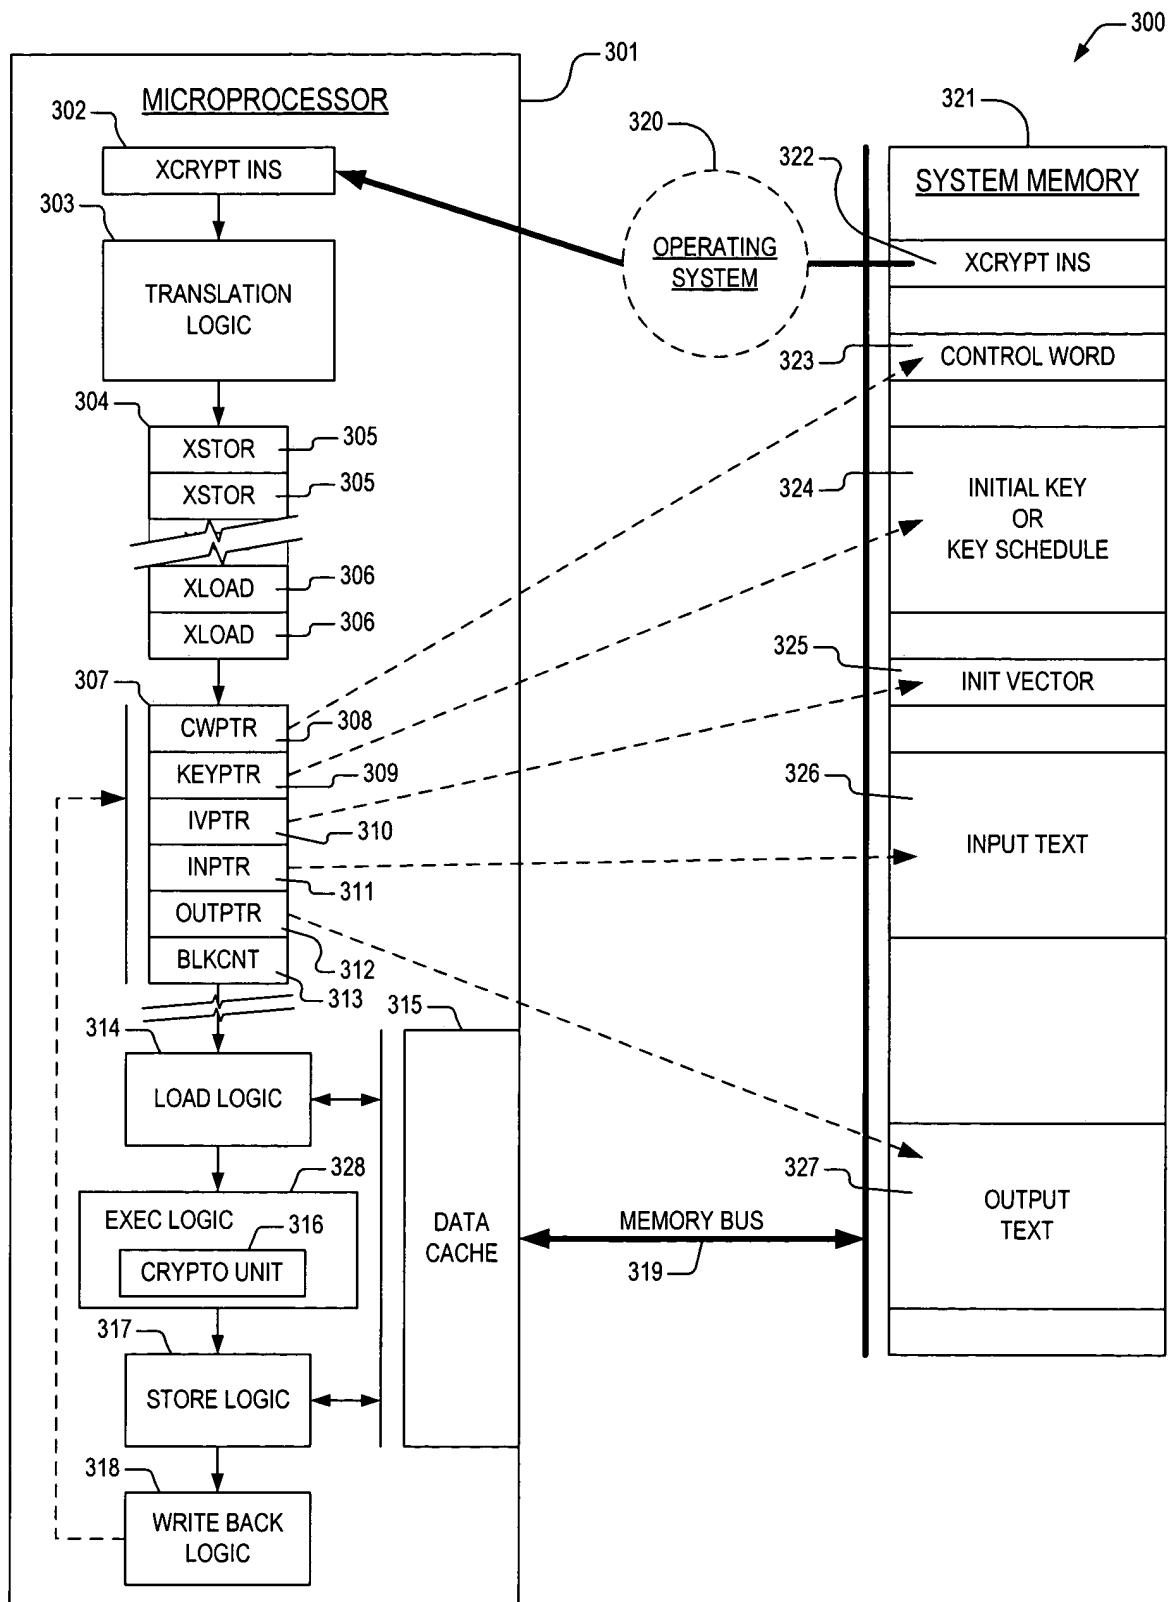 300
301
MICROPROCESSOR
302
XCRYPT INS
303
TRANSLATION
LOGIC
304
XSTOR
305
XSTOR
305
XLOAD
306
XLOAD
306
307
CWPTR
308
KEYPTR
309
IVPTR
310
INPTR
311
OUTPTR
312
BLKCNT
313
314
LOAD LOGIC
315
DATA
CACHE
328
EXEC LOGIC
316
CRYPTO UNIT
317
STORE LOGIC
318
WRITE BACK
LOGIC
320
OPERATING
SYSTEM
MEMORY BUS
319
321
SYSTEM MEMORY
322
XCRYPT INS
323
CONTROL WORD
324
INITIAL KEY
OR
KEY SCHEDULE
325
INIT VECTOR
326
INPUT TEXT
327
OUTPUT
TEXT